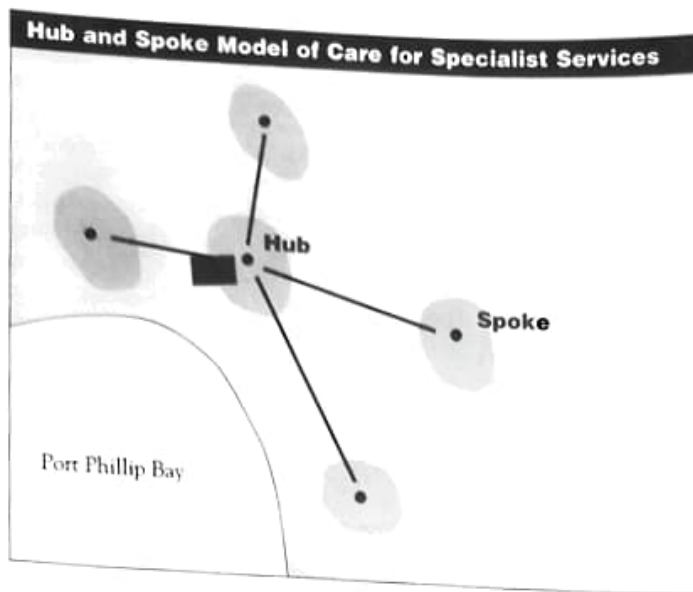 Hub and Spoke Model of Care for Specialist Services
Hub
Spoke
Port Phillip Bay